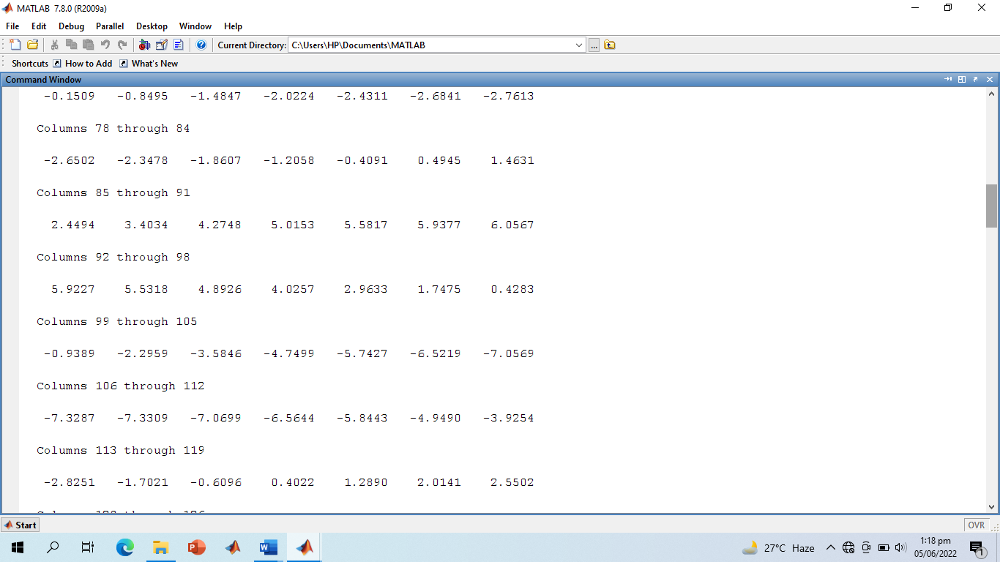 MATLAB 7.8.0 (R2009a)
File Edit Debug Parallel Desktop Window Help
Current Directory: C:\Users\HP\Documents\MATLAB ...
Shortcuts How to Add What's New
Command Window
-0.1509 -0.8495 -1.4847 -2.0224 -2.4311 -2.6841 -2.7613
Columns 78 through 84
-2.6502 -2.3478 -1.8607 -1.2058 -0.4091 0.4945 1.4631
Columns 85 through 91
2.4494 3.4034 4.2748 5.0153 5.5817 5.9377 6.0567
Columns 92 through 98
5.9227 5.5318 4.8926 4.0257 2.9633 1.7475 0.4283
Columns 99 through 105
-0.9389 -2.2959 -3.5846 -4.7499 -5.7427 -6.5219 -7.0569
Columns 106 through 112
-7.3287 -7.3309 -7.0699 -6.5644 -5.8443 -4.9490 -3.9254
Columns 113 through 119
-2.8251 -1.7021 -0.6096 0.4022 1.2890 2.0141 2.5502
Start OVR
27°C Haze 1:18 pm
05/06/2022 1